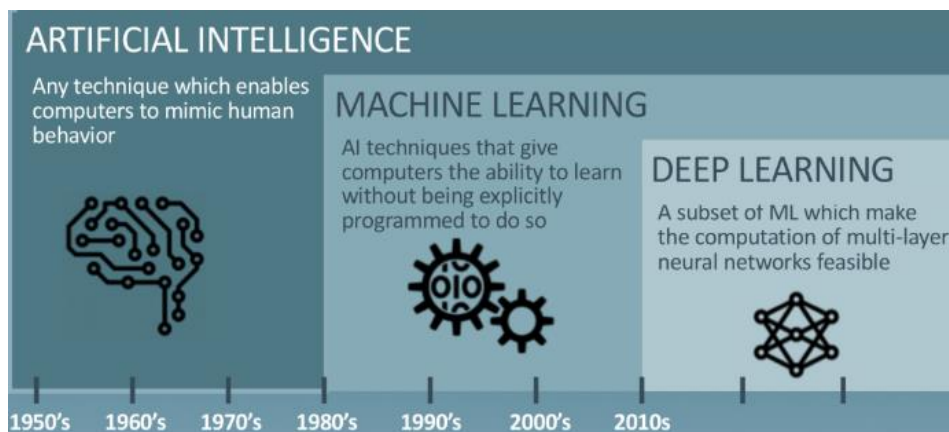 ARTIFICIAL INTELLIGENCE
Any technique which enables
computers to mimic human
behavior
MACHINE LEARNING
AI techniques that give
computers the ability to learn
without being explicitly
programmed to do so
DEEP LEARNING
A subset of ML which make
the computation of multi-layer
neural networks feasible
OIO
1950's 1960's 1970's 1980's 1990's 2000's 2010s